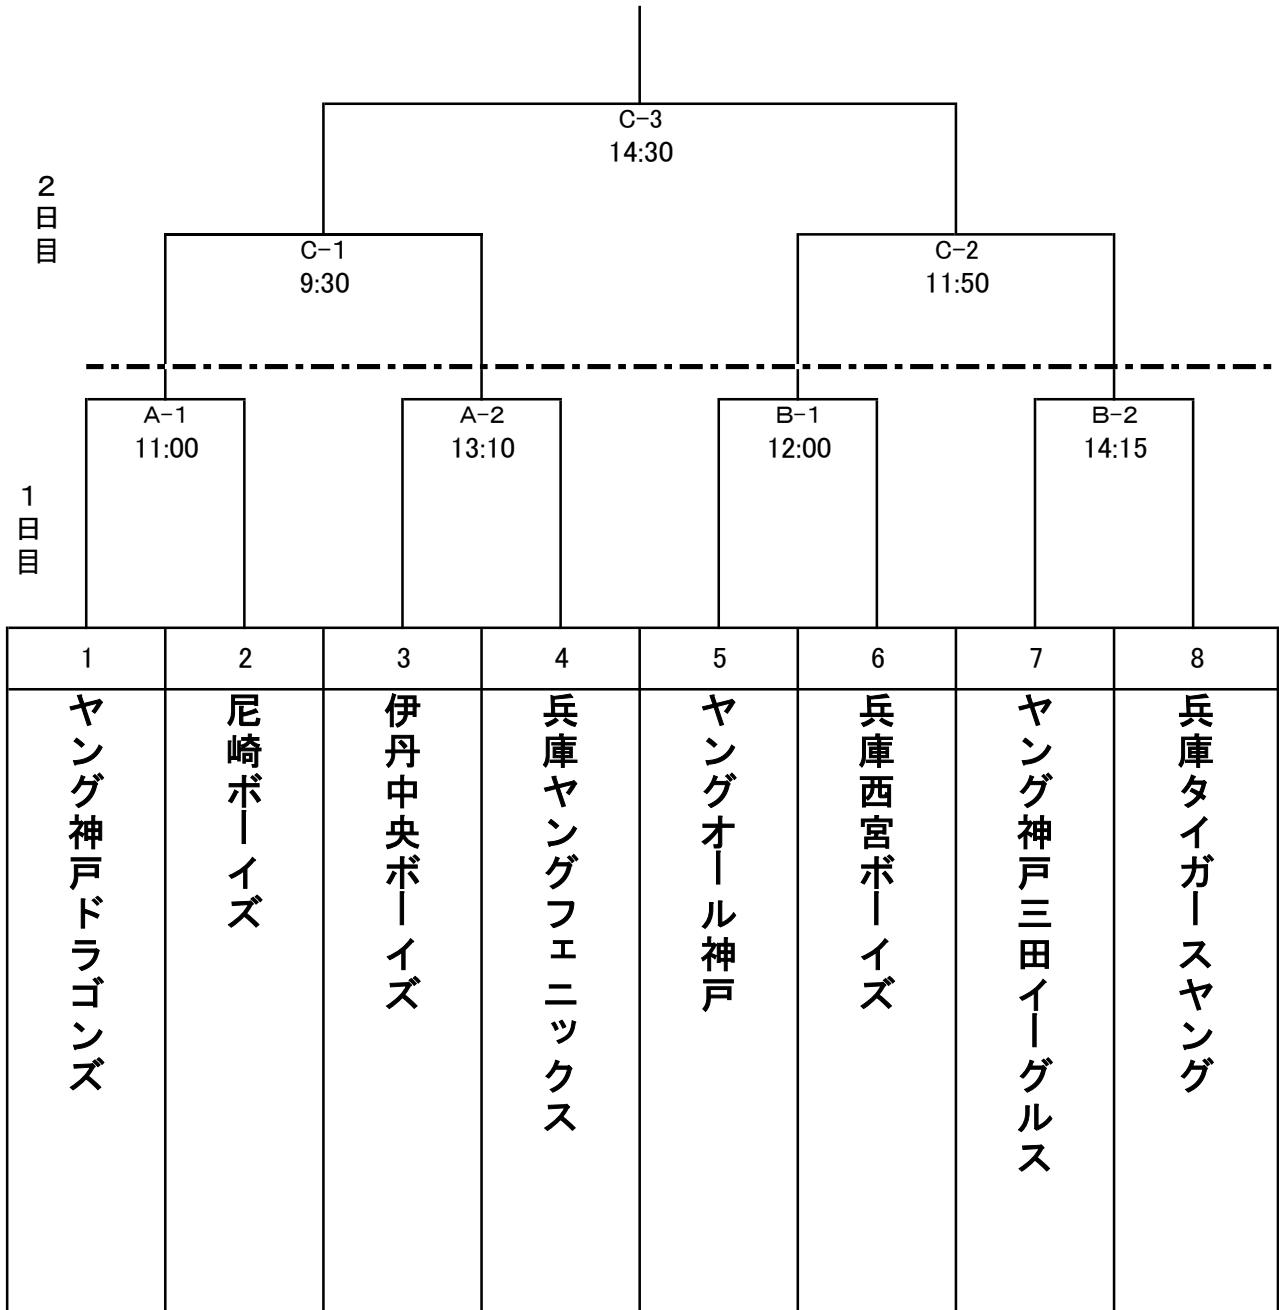 C-3
14:30
2日目
C-1
9:30
C-2
11:50
A-1
11:00
A-2
13:10
B-1
12:00
B-2
14:15
1日目
1
2
3
4
5
6
7
8
ヤング神戸ドラゴンズ
尼崎ボーイズ
伊丹中央ボーイズ
兵庫ヤングフェニックス
ヤングオール神戸
兵庫西宮ボーイズ
ヤング神戸三田イーグルス
兵庫タイガースヤング